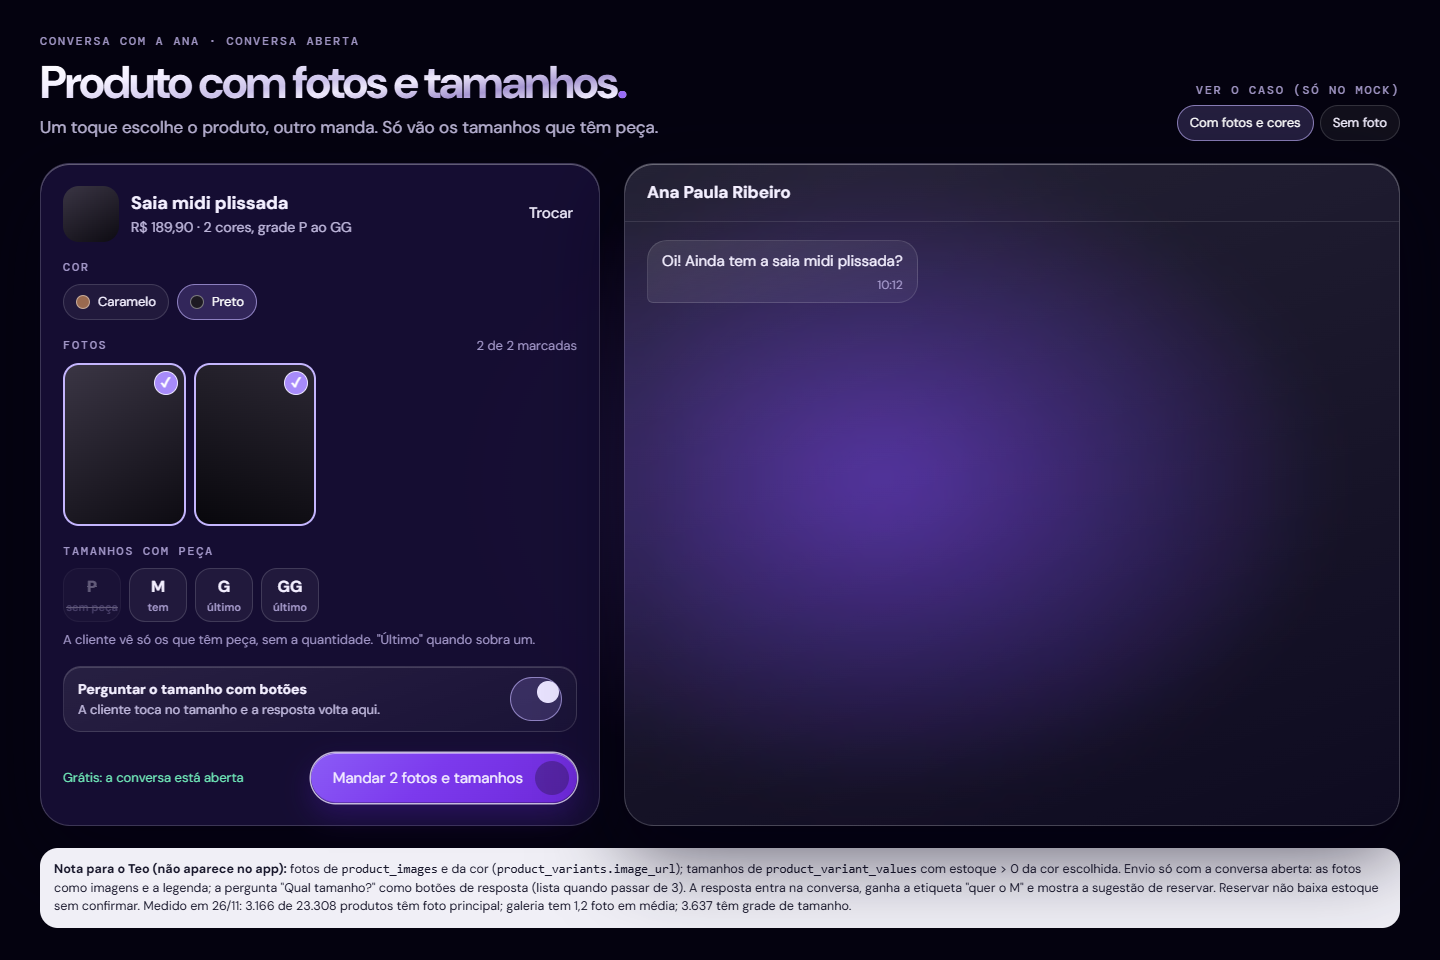 CONVERSA COM A ANA · CONVERSA ABERTA
Produto com fotos e tamanhos.
Um toque escolhe o produto, outro manda. Só vão os tamanhos que têm peça.
VER O CASO (SÓ NO MOCK)
Com fotos e cores
Sem foto
Saia midi plissada
R$ 189,90 · 2 cores, grade P ao GG
Trocar
COR
Caramelo
Preto
FOTOS
2 de 2 marcadas
TAMANHOS COM PEÇA
P
sem peça
M
tem
G
último
GG
último
A cliente vê só os que têm peça, sem a quantidade. "Último" quando sobra um.
Perguntar o tamanho com botões
A cliente toca no tamanho e a resposta volta aqui.
Grátis: a conversa está aberta
Mandar 2 fotos e tamanhos
Ana Paula Ribeiro
Oi! Ainda tem a saia midi plissada?
10:12
Nota para o Teo (não aparece no app): fotos de product_images e da cor (product_variants.image_url); tamanhos de product_variant_values com estoque > 0 da cor escolhida. Envio só com a conversa aberta: as fotos
como imagens e a legenda; a pergunta "Qual tamanho?" como botões de resposta (lista quando passar de 3). A resposta entra na conversa, ganha a etiqueta "quer o M" e mostra a sugestão de reservar. Reservar não baixa estoque
sem confirmar. Medido em 26/11: 3.166 de 23.308 produtos têm foto principal; galeria tem 1,2 foto em média; 3.637 têm grade de tamanho.